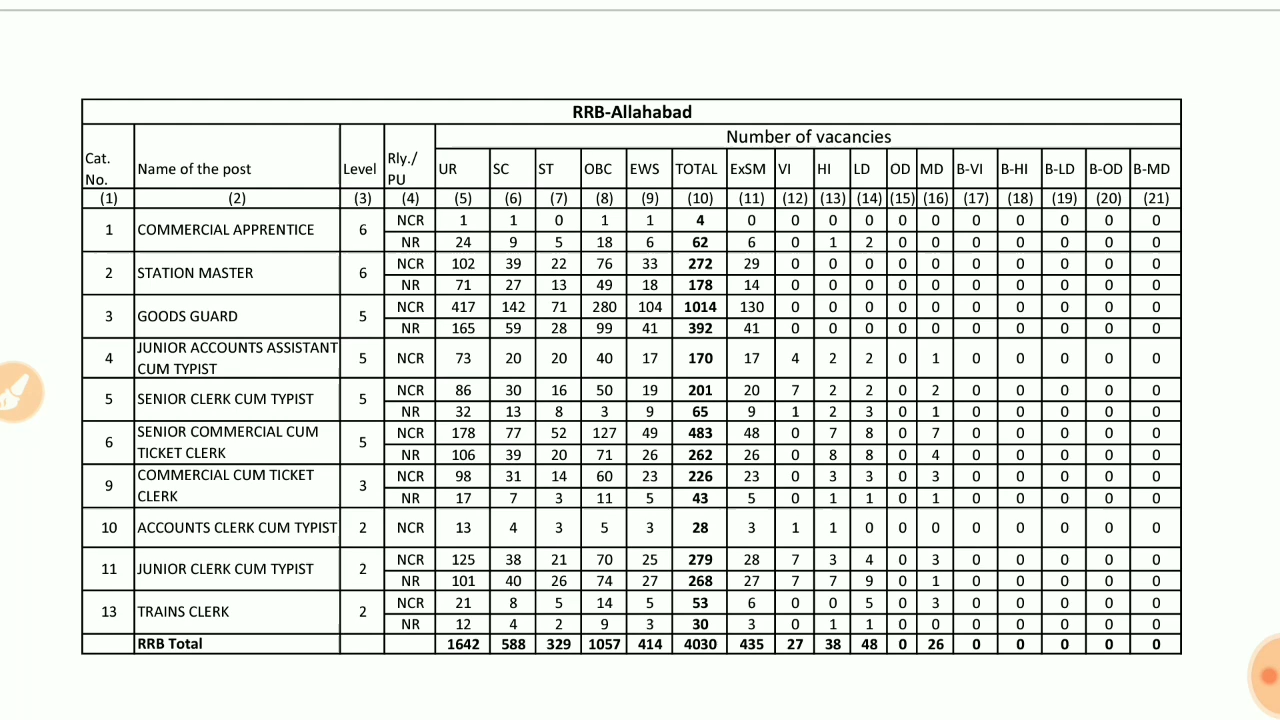 RRB-Allahabad
Number of vacancies
Cat. No. Name of the post Level Rly./ PU UR SC ST OBC EWS TOTAL ExSM VI HI LD OD MD B-VI B-HI B-LD B-OD B-MD
(1) (2) (3) (4) (5) (6) (7) (8) (9) (10) (11) (12) (13) (14) (15) (16) (17) (18) (19) (20) (21)
1 COMMERCIAL APPRENTICE 6 NCR 1 1 0 1 1 4 0 0 0 0 0 0 0 0 0 0 0
NR 24 9 5 18 6 62 6 0 1 2 0 0 0 0 0 0 0
2 STATION MASTER 6 NCR 102 39 22 76 33 272 29 0 0 0 0 0 0 0 0 0 0
NR 71 27 13 49 18 178 14 0 0 0 0 0 0 0 0 0 0
3 GOODS GUARD 5 NCR 417 142 71 280 104 1014 130 0 0 0 0 0 0 0 0 0 0
NR 165 59 28 99 41 392 41 0 0 0 0 0 0 0 0 0 0
4 JUNIOR ACCOUNTS ASSISTANT
CUM TYPIST 5 NCR 73 20 20 40 17 170 17 4 2 2 0 1 0 0 0 0 0
5 SENIOR CLERK CUM TYPIST 5 NCR 86 30 16 50 19 201 20 7 2 2 0 2 0 0 0 0 0
NR 32 13 8 3 9 65 9 1 2 3 0 1 0 0 0 0 0
6 SENIOR COMMERCIAL CUM 5 NCR 178 77 52 127 49 483 48 0 7 8 0 7 0 0 0 0 0
TICKET CLERK NR 106 39 20 71 26 262 26 0 8 8 0 4 0 0 0 0 0
9 COMMERCIAL CUM TICKET 3 NCR 98 31 14 60 23 226 23 0 3 3 0 3 0 0 0 0 0
CLERK NR 17 7 3 11 5 43 5 0 1 1 0 1 0 0 0 0 0
10 ACCOUNTS CLERK CUM TYPIST 2 NCR 13 4 3 5 3 28 3 1 1 0 0 0 0 0 0 0 0
11 JUNIOR CLERK CUM TYPIST 2 NCR 125 38 21 70 25 279 28 7 3 4 0 3 0 0 0 0 0
NR 101 40 26 74 27 268 27 7 7 9 0 1 0 0 0 0 0
13 TRAINS CLERK 2 NCR 21 8 5 14 5 53 6 0 0 5 0 3 0 0 0 0 0
NR 12 4 2 9 3 30 3 0 1 1 0 0 0 0 0 0 0
RRB Total 1642 588 329 1057 414 4030 435 27 38 48 0 26 0 0 0 0 0